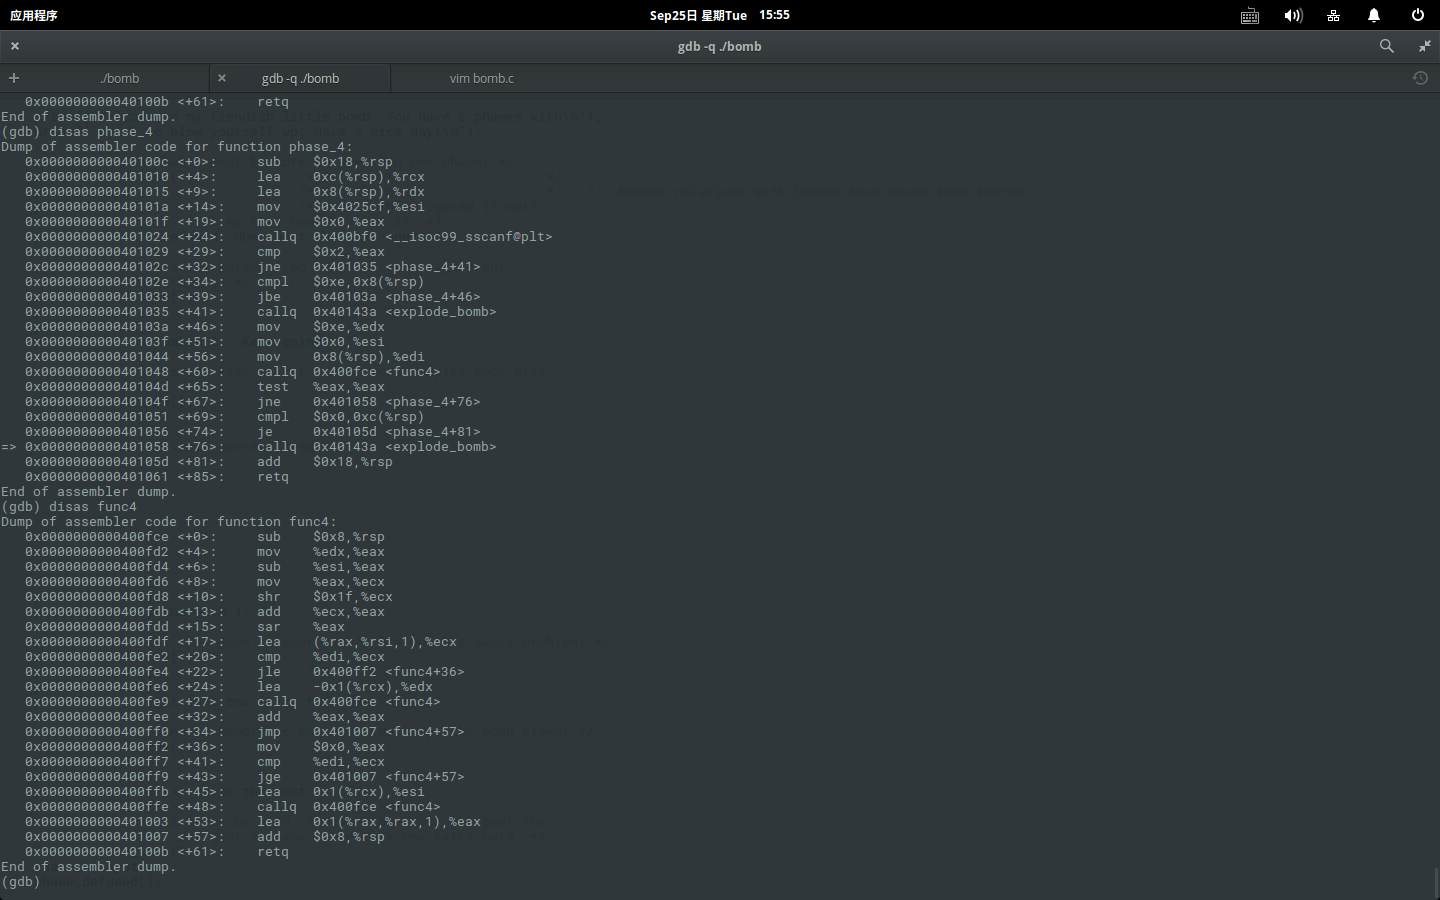 应用程序 Sep25日 星期Tue 15:55
gdb -q ./bomb
./bomb gdb -q ./bomb vim bomb.c
0x000000000040100b <+61>: retq
End of assembler dump.
(gdb) disas phase_4
Dump of assembler code for function phase_4:
0x000000000040100c <+0>: sub $0x18,%rsp
0x0000000000401010 <+4>: lea 0xc(%rsp),%rcx
0x0000000000401015 <+9>: lea 0x8(%rsp),%rdx
0x000000000040101a <+14>: mov $0x4025cf,%esi
0x000000000040101f <+19>: mov $0x0,%eax
0x0000000000401024 <+24>: callq 0x400bf0 <__isoc99_sscanf@plt>
0x0000000000401029 <+29>: cmp $0x2,%eax
0x000000000040102c <+32>: jne 0x401035 <phase_4+41>
0x000000000040102e <+34>: cmpl $0xe,0x8(%rsp)
0x0000000000401033 <+39>: jbe 0x40103a <phase_4+46>
0x0000000000401035 <+41>: callq 0x40143a <explode_bomb>
0x000000000040103a <+46>: mov $0xe,%edx
0x000000000040103f <+51>: mov $0x0,%esi
0x0000000000401044 <+56>: mov 0x8(%rsp),%edi
0x0000000000401048 <+60>: callq 0x400fce <func4>
0x000000000040104d <+65>: test %eax,%eax
0x000000000040104f <+67>: jne 0x401058 <phase_4+76>
0x0000000000401051 <+69>: cmpl $0x0,0xc(%rsp)
0x0000000000401056 <+74>: je 0x40105d <phase_4+81>
=> 0x0000000000401058 <+76>: callq 0x40143a <explode_bomb>
0x000000000040105d <+81>: add $0x18,%rsp
0x0000000000401061 <+85>: retq
End of assembler dump.
(gdb) disas func4
Dump of assembler code for function func4:
0x0000000000400fce <+0>: sub $0x8,%rsp
0x0000000000400fd2 <+4>: mov %edx,%eax
0x0000000000400fd4 <+6>: sub %esi,%eax
0x0000000000400fd6 <+8>: mov %eax,%ecx
0x0000000000400fd8 <+10>: shr $0x1f,%ecx
0x0000000000400fdb <+13>: add %ecx,%eax
0x0000000000400fdd <+15>: sar %eax
0x0000000000400fdf <+17>: lea (%rax,%rsi,1),%ecx
0x0000000000400fe2 <+20>: cmp %edi,%ecx
0x0000000000400fe4 <+22>: jle 0x400ff2 <func4+36>
0x0000000000400fe6 <+24>: lea -0x1(%rcx),%edx
0x0000000000400fe9 <+27>: callq 0x400fce <func4>
0x0000000000400fee <+32>: add %eax,%eax
0x0000000000400ff0 <+34>: jmp 0x401007 <func4+57>
0x0000000000400ff2 <+36>: mov $0x0,%eax
0x0000000000400ff7 <+41>: cmp %edi,%ecx
0x0000000000400ff9 <+43>: jge 0x401007 <func4+57>
0x0000000000400ffb <+45>: lea 0x1(%rcx),%esi
0x0000000000400ffe <+48>: callq 0x400fce <func4>
0x0000000000401003 <+53>: lea 0x1(%rax,%rax,1),%eax
0x0000000000401007 <+57>: add $0x8,%rsp
0x000000000040100b <+61>: retq
End of assembler dump.
(gdb)